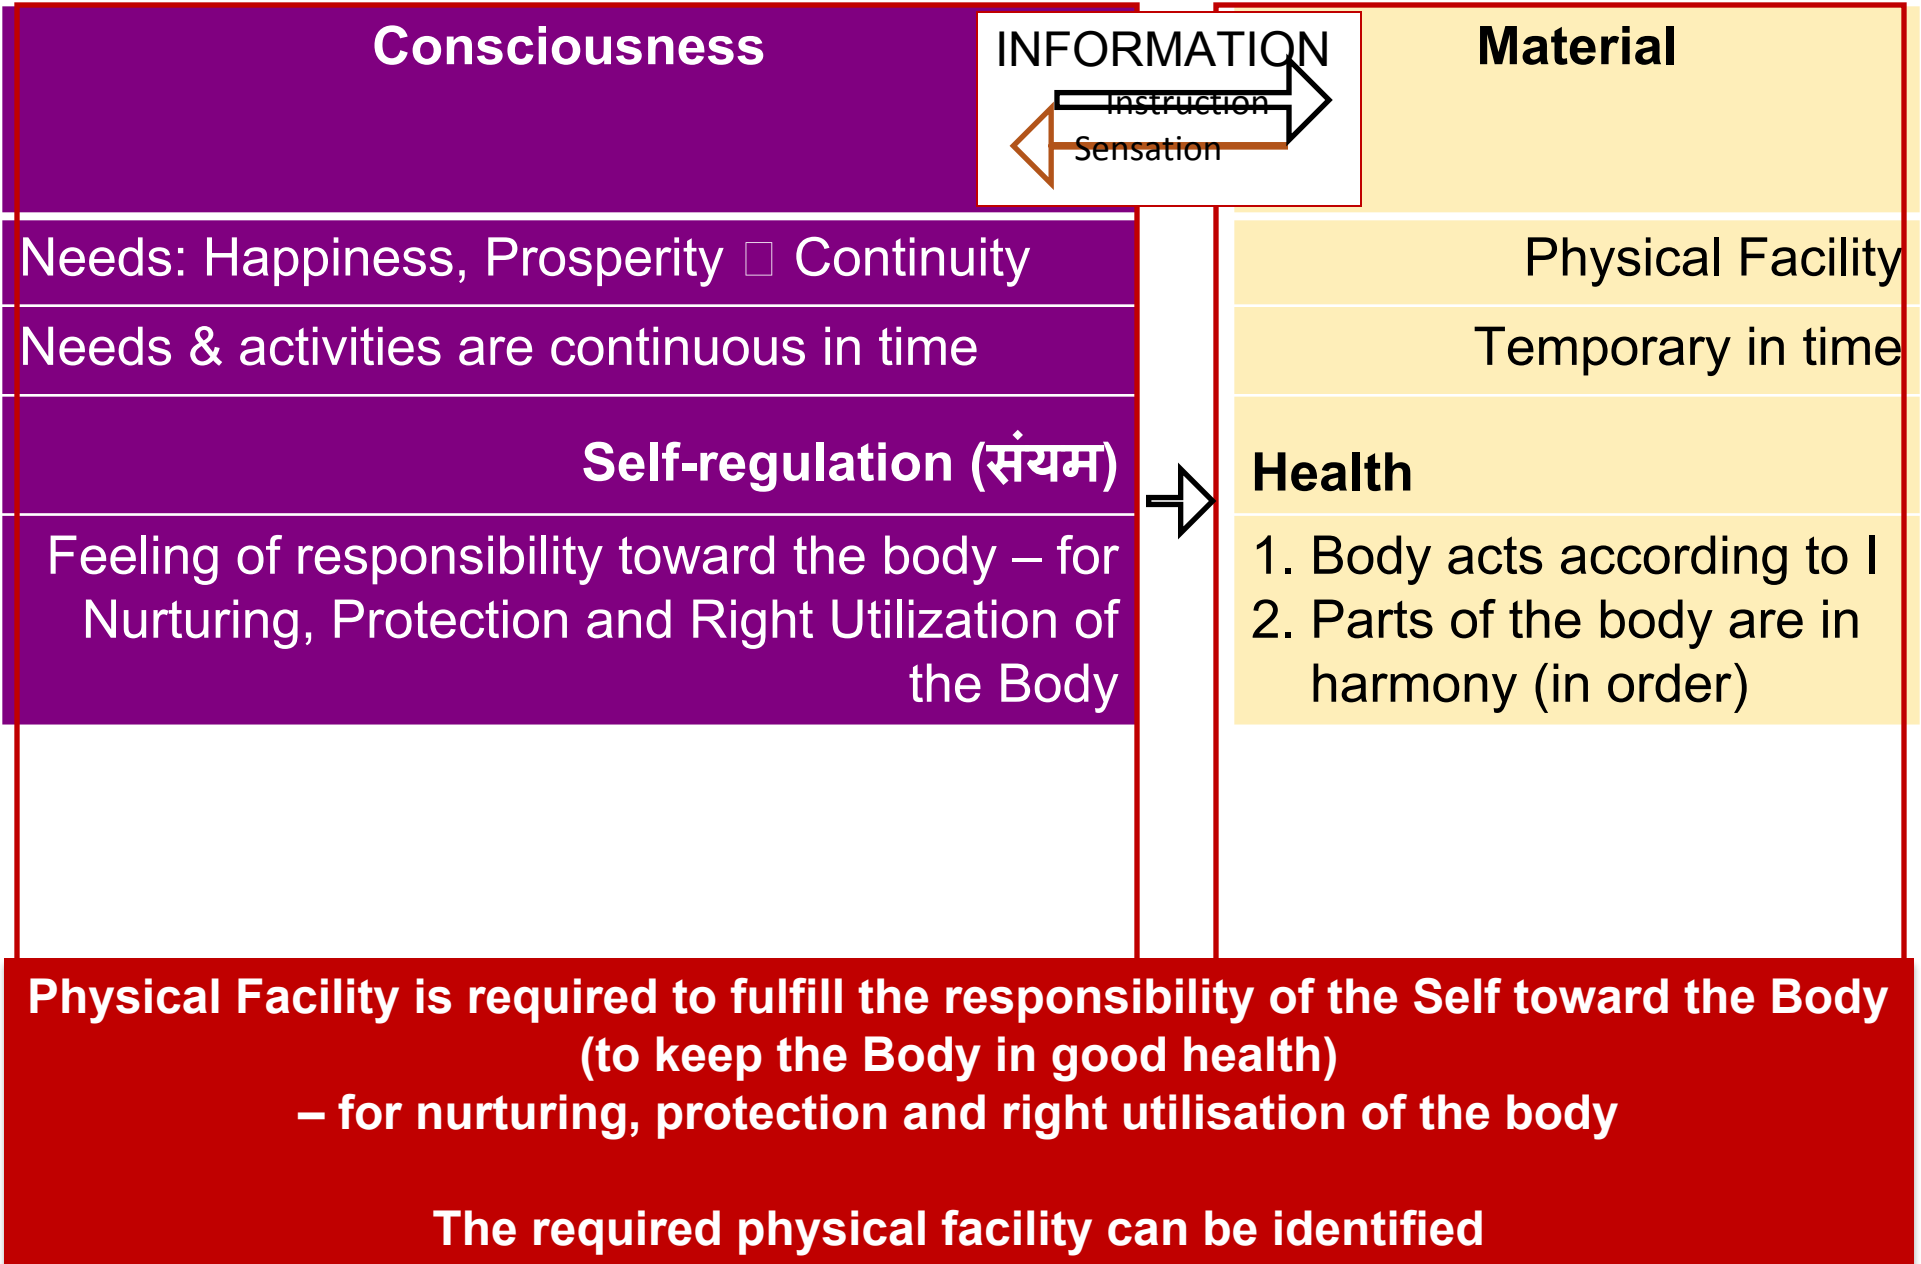 Consciousness
INFORMATION
Instruction
Sensation
Material
Needs: Happiness, Prosperity □ Continuity
Physical Facility
Needs & activities are continuous in time
Temporary in time
Self-regulation (संयम)
Health
Feeling of responsibility toward the body – for
Nurturing, Protection and Right Utilization of
the Body
1. Body acts according to I
2. Parts of the body are in
harmony (in order)
Physical Facility is required to fulfill the responsibility of the Self toward the Body
(to keep the Body in good health)
– for nurturing, protection and right utilisation of the body
The required physical facility can be identified